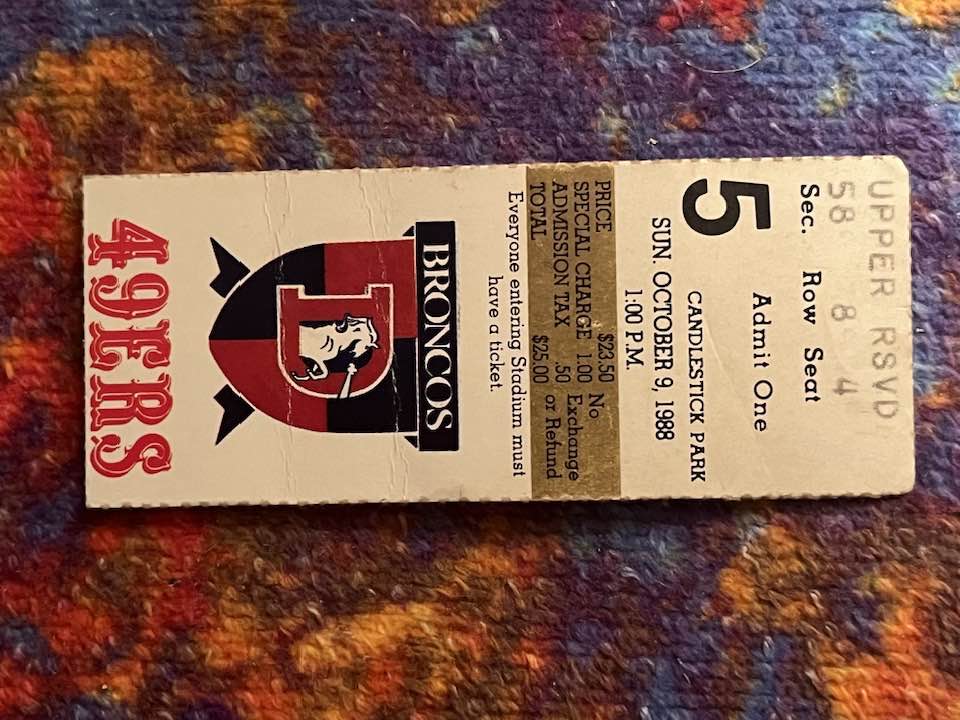 UPPER RSVD
58 8 4
Sec. Row Seat
Admit One
5
CANDLESTICK PARK
SUN. OCTOBER 9, 1988
1:00 P.M.
PRICE $23.50 No
SPECIAL CHARGE 1.00 Exchange
ADMISSION TAX .50 or Refund
TOTAL $25.00
Everyone entering Stadium must
have a ticket.
BRONCOS
D
49ERS